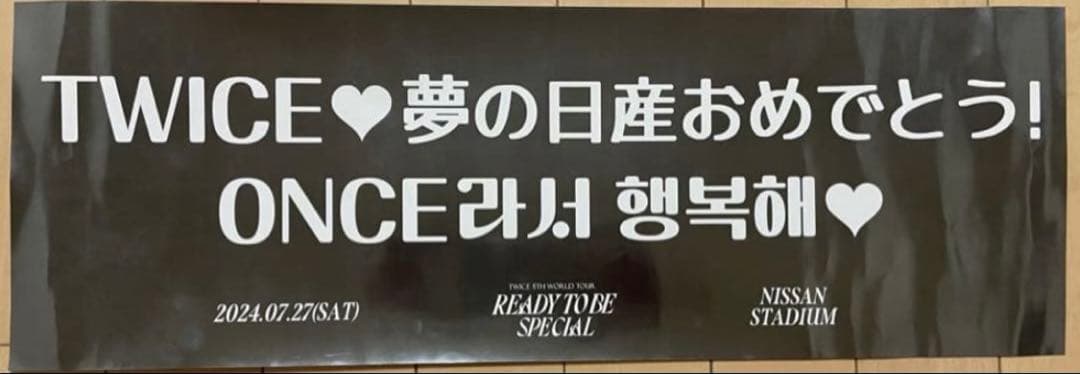 TWICE♥夢の日産おめでとう!
ONCE라서 행복해♥
2024.07.27(SAT)
TWICE 5TH WORLD TOUR
READY TO BE
SPECIAL
NISSAN
STADIUM